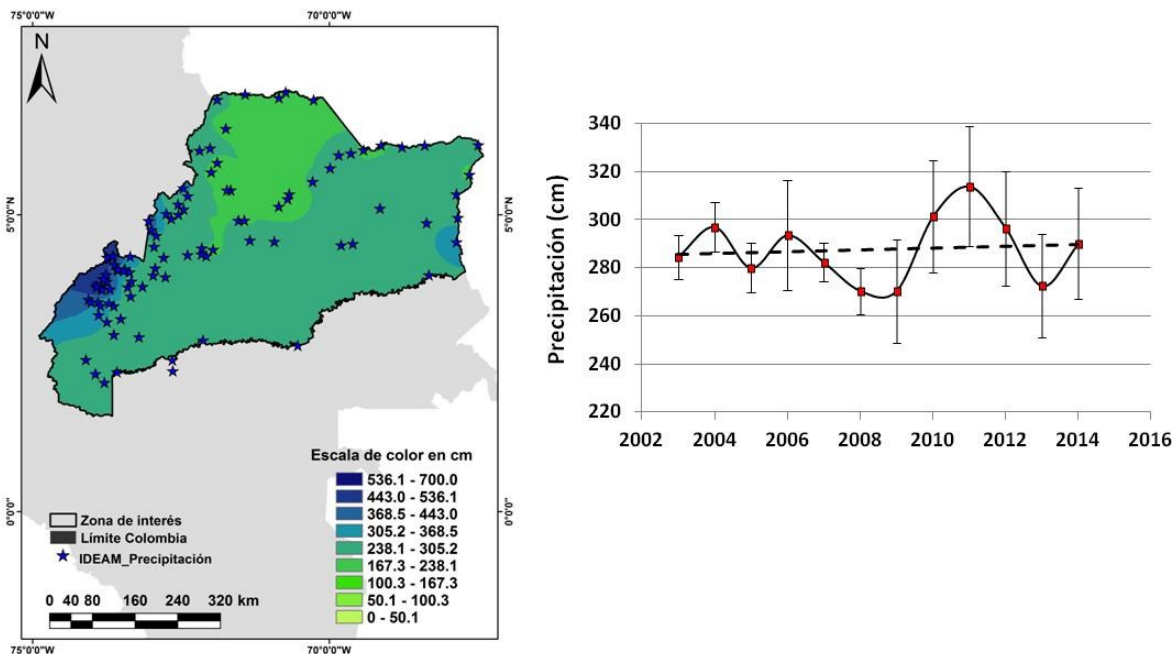 75°0'0"W
70°0'0"W
N
5°0'0"N
5°0'0"N
0°0'0"
0°0'0"
Escala de color en cm
536.1 - 700.0
443.0 - 536.1
368.5 - 443.0
305.2 - 368.5
238.1 - 305.2
167.3 - 238.1
100.3 - 167.3
50.1 - 100.3
0 - 50.1
Zona de interés
Límite Colombia
IDEAM_Precipitación
0 40 80 160 240 320 km
75°0'0"W
70°0'0"W
Precipitación (cm)
340
320
300
280
260
240
220
2002 2004 2006 2008 2010 2012 2014 2016